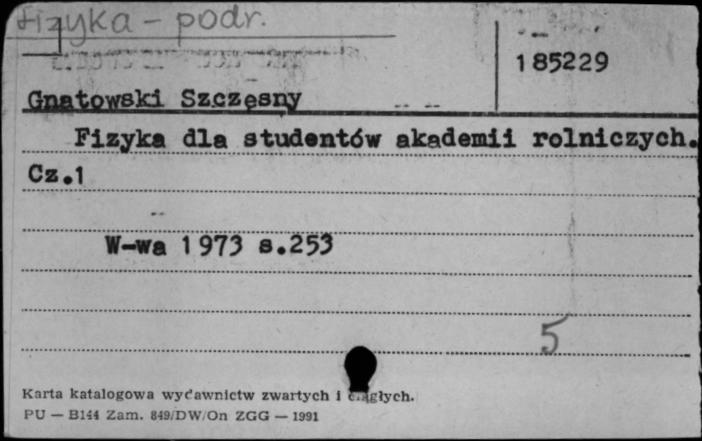 Fizyka - podr.
185229
Gnatowski Szczęsny
Fizyka dla studentów akademii rolniczych.
Cz.1
W-wa 1973 s.253
5
Karta katalogowa wydawnictw zwartych i ciągłych.
PU — B144 Zam. 849/DW/On ZGG — 1991